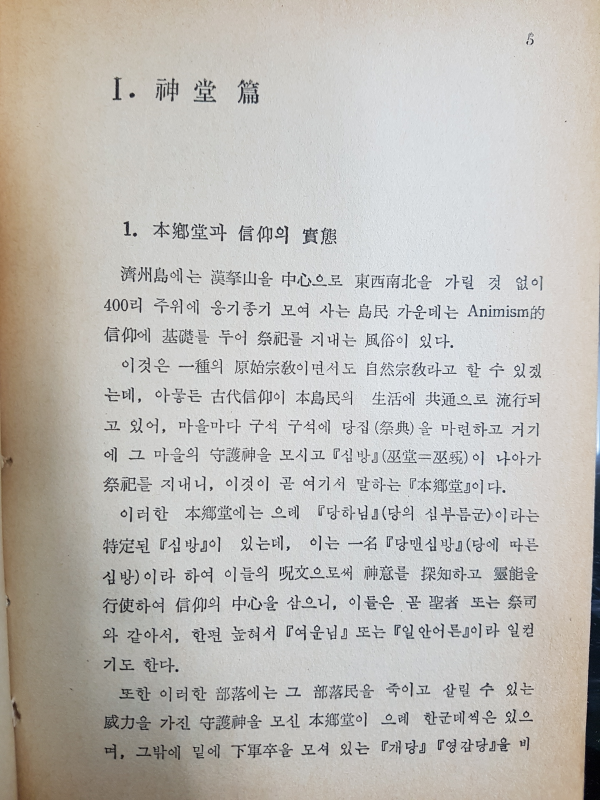 5
I. 神堂篇
1. 本鄕堂과 信仰의 實態
濟州島에는 漢拏山을 中心으로 東西南北을 가릴 것 없이
400리 주위에 옹기종기 모여 사는 島民 가운데는 Animism的
信仰에 基礎를 두어 祭祀를 지내는 風俗이 있다.
이것은 一種의 原始宗敎이면서도 自然宗敎라고 할 수 있겠
는데, 아뭏든 古代信仰이 本島民의 生活에 共通으로 流行되
고 있어, 마을마다 구석 구석에 당집(祭典)을 마련하고 거기
에 그 마을의 守護神을 모시고 『심방』(巫堂=巫覡)이 나아가
祭祀를 지내니, 이것이 곧 여기서 말하는 『本鄕堂』이다.
이러한 本鄕堂에는 으례 『당하님』(당의 심부름군)이라는
特定된 『심방』이 있는데, 이는 一名 『당맨심방』(당에 따른
심방)이라 하여 이들의 呪文으로써 神意를 探知하고 靈能을
行使하여 信仰의 中心을 삼으니, 이들은 곧 聖者 또는 祭司
와 같아서, 한편 높혀서 『여운님』 또는 『일안어른』이라 일컫
기도 한다.
또한 이러한 部落에는 그 部落民을 죽이고 살릴 수 있는
威力을 가진 守護神을 모신 本鄕堂이 으례 한군데씩은 있으
며, 그밖에 밑에 下軍卒을 모셔 있는 『개당』 『영감당』을 비